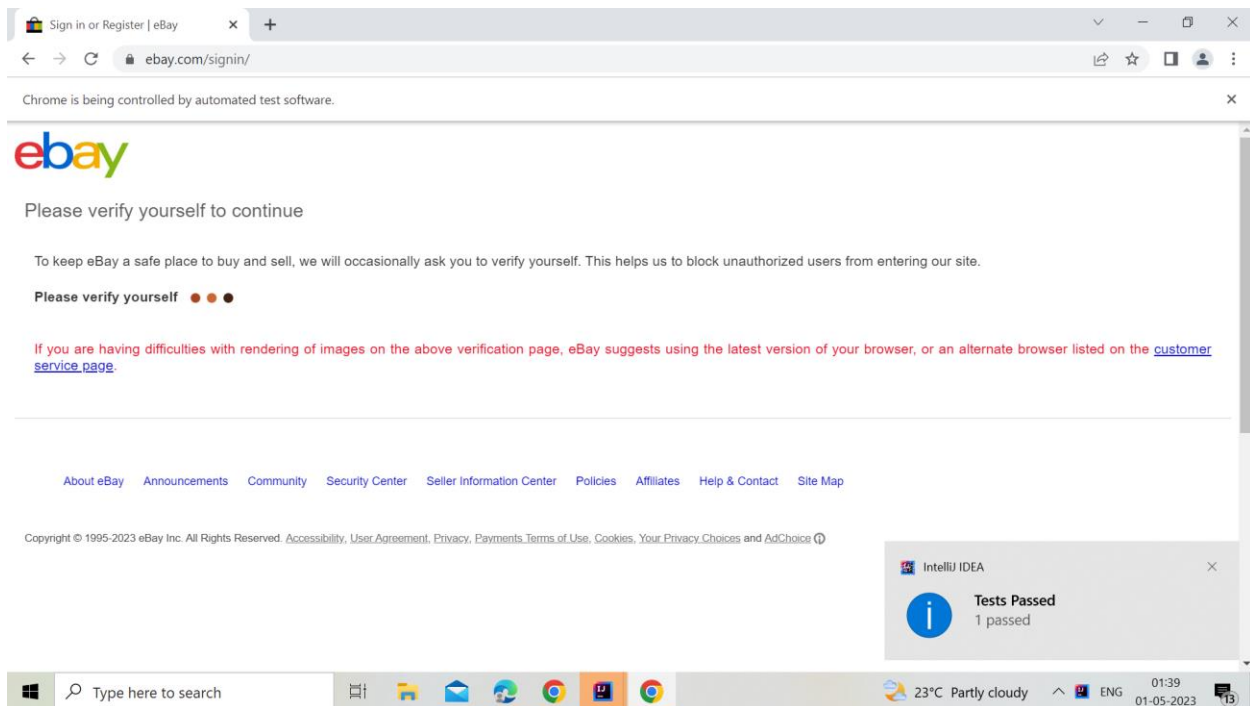 Sign in or Register | eBay
ebay.com/signin/
Chrome is being controlled by automated test software.
ebay
Please verify yourself to continue
To keep eBay a safe place to buy and sell, we will occasionally ask you to verify yourself. This helps us to block unauthorized users from entering our site.
Please verify yourself
If you are having difficulties with rendering of images on the above verification page, eBay suggests using the latest version of your browser, or an alternate browser listed on the customer
service page.
About eBay Announcements Community Security Center Seller Information Center Policies Affiliates Help & Contact Site Map
Copyright © 1995-2023 eBay Inc. All Rights Reserved. Accessibility, User Agreement, Privacy, Payments Terms of Use, Cookies, Your Privacy Choices and AdChoice
IntelliJ IDEA
Tests Passed
1 passed
Type here to search
23°C Partly cloudy
ENG
01:39
01-05-2023
13